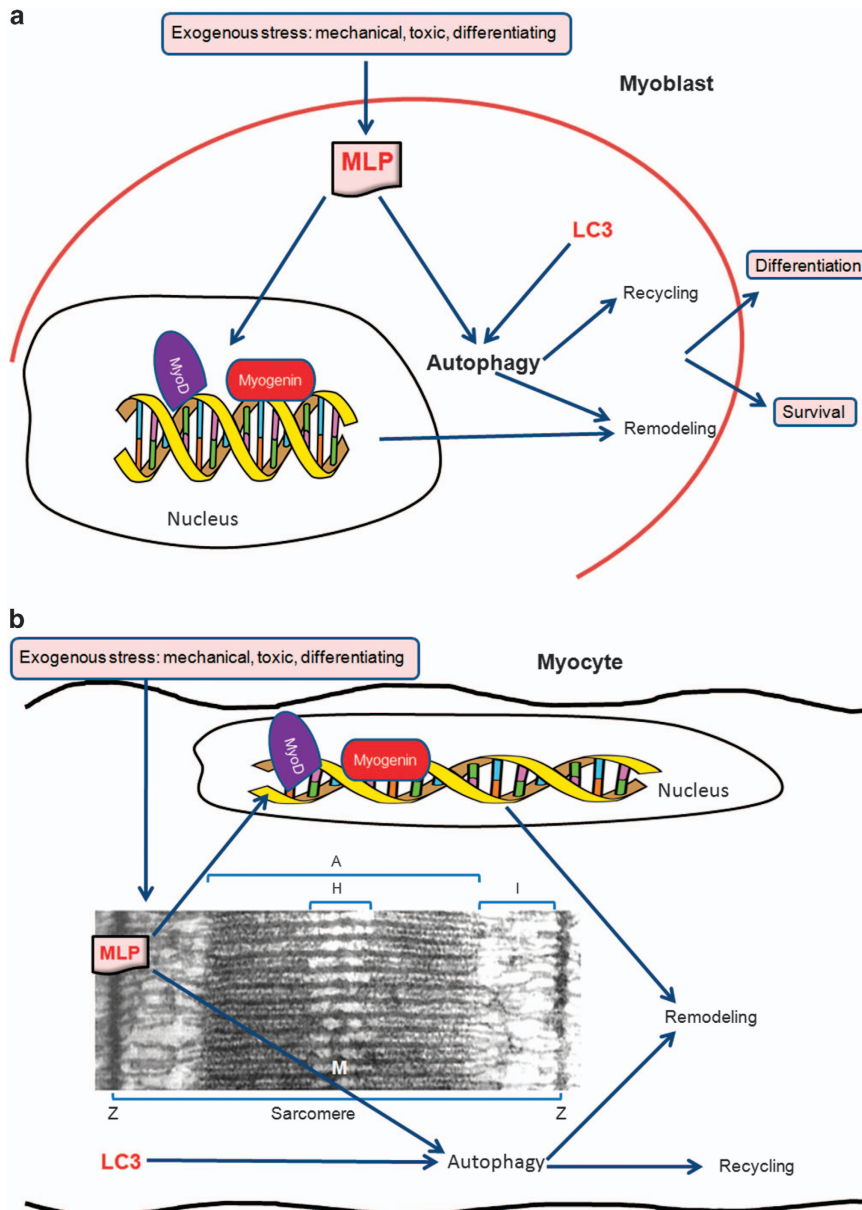 a
Exogenous stress: mechanical, toxic, differentiating
Myoblast
MLP
LC3
Differentiation
Recycling
MyoD
Myogenin
Autophagy
Survival
Remodeling
Nucleus
b
Exogenous stress: mechanical, toxic, differentiating
Myocyte
MyoD
Myogenin
Nucleus
A
H
I
MLP
Remodeling
M
Z
Sarcomere
Z
LC3
Autophagy
Recycling